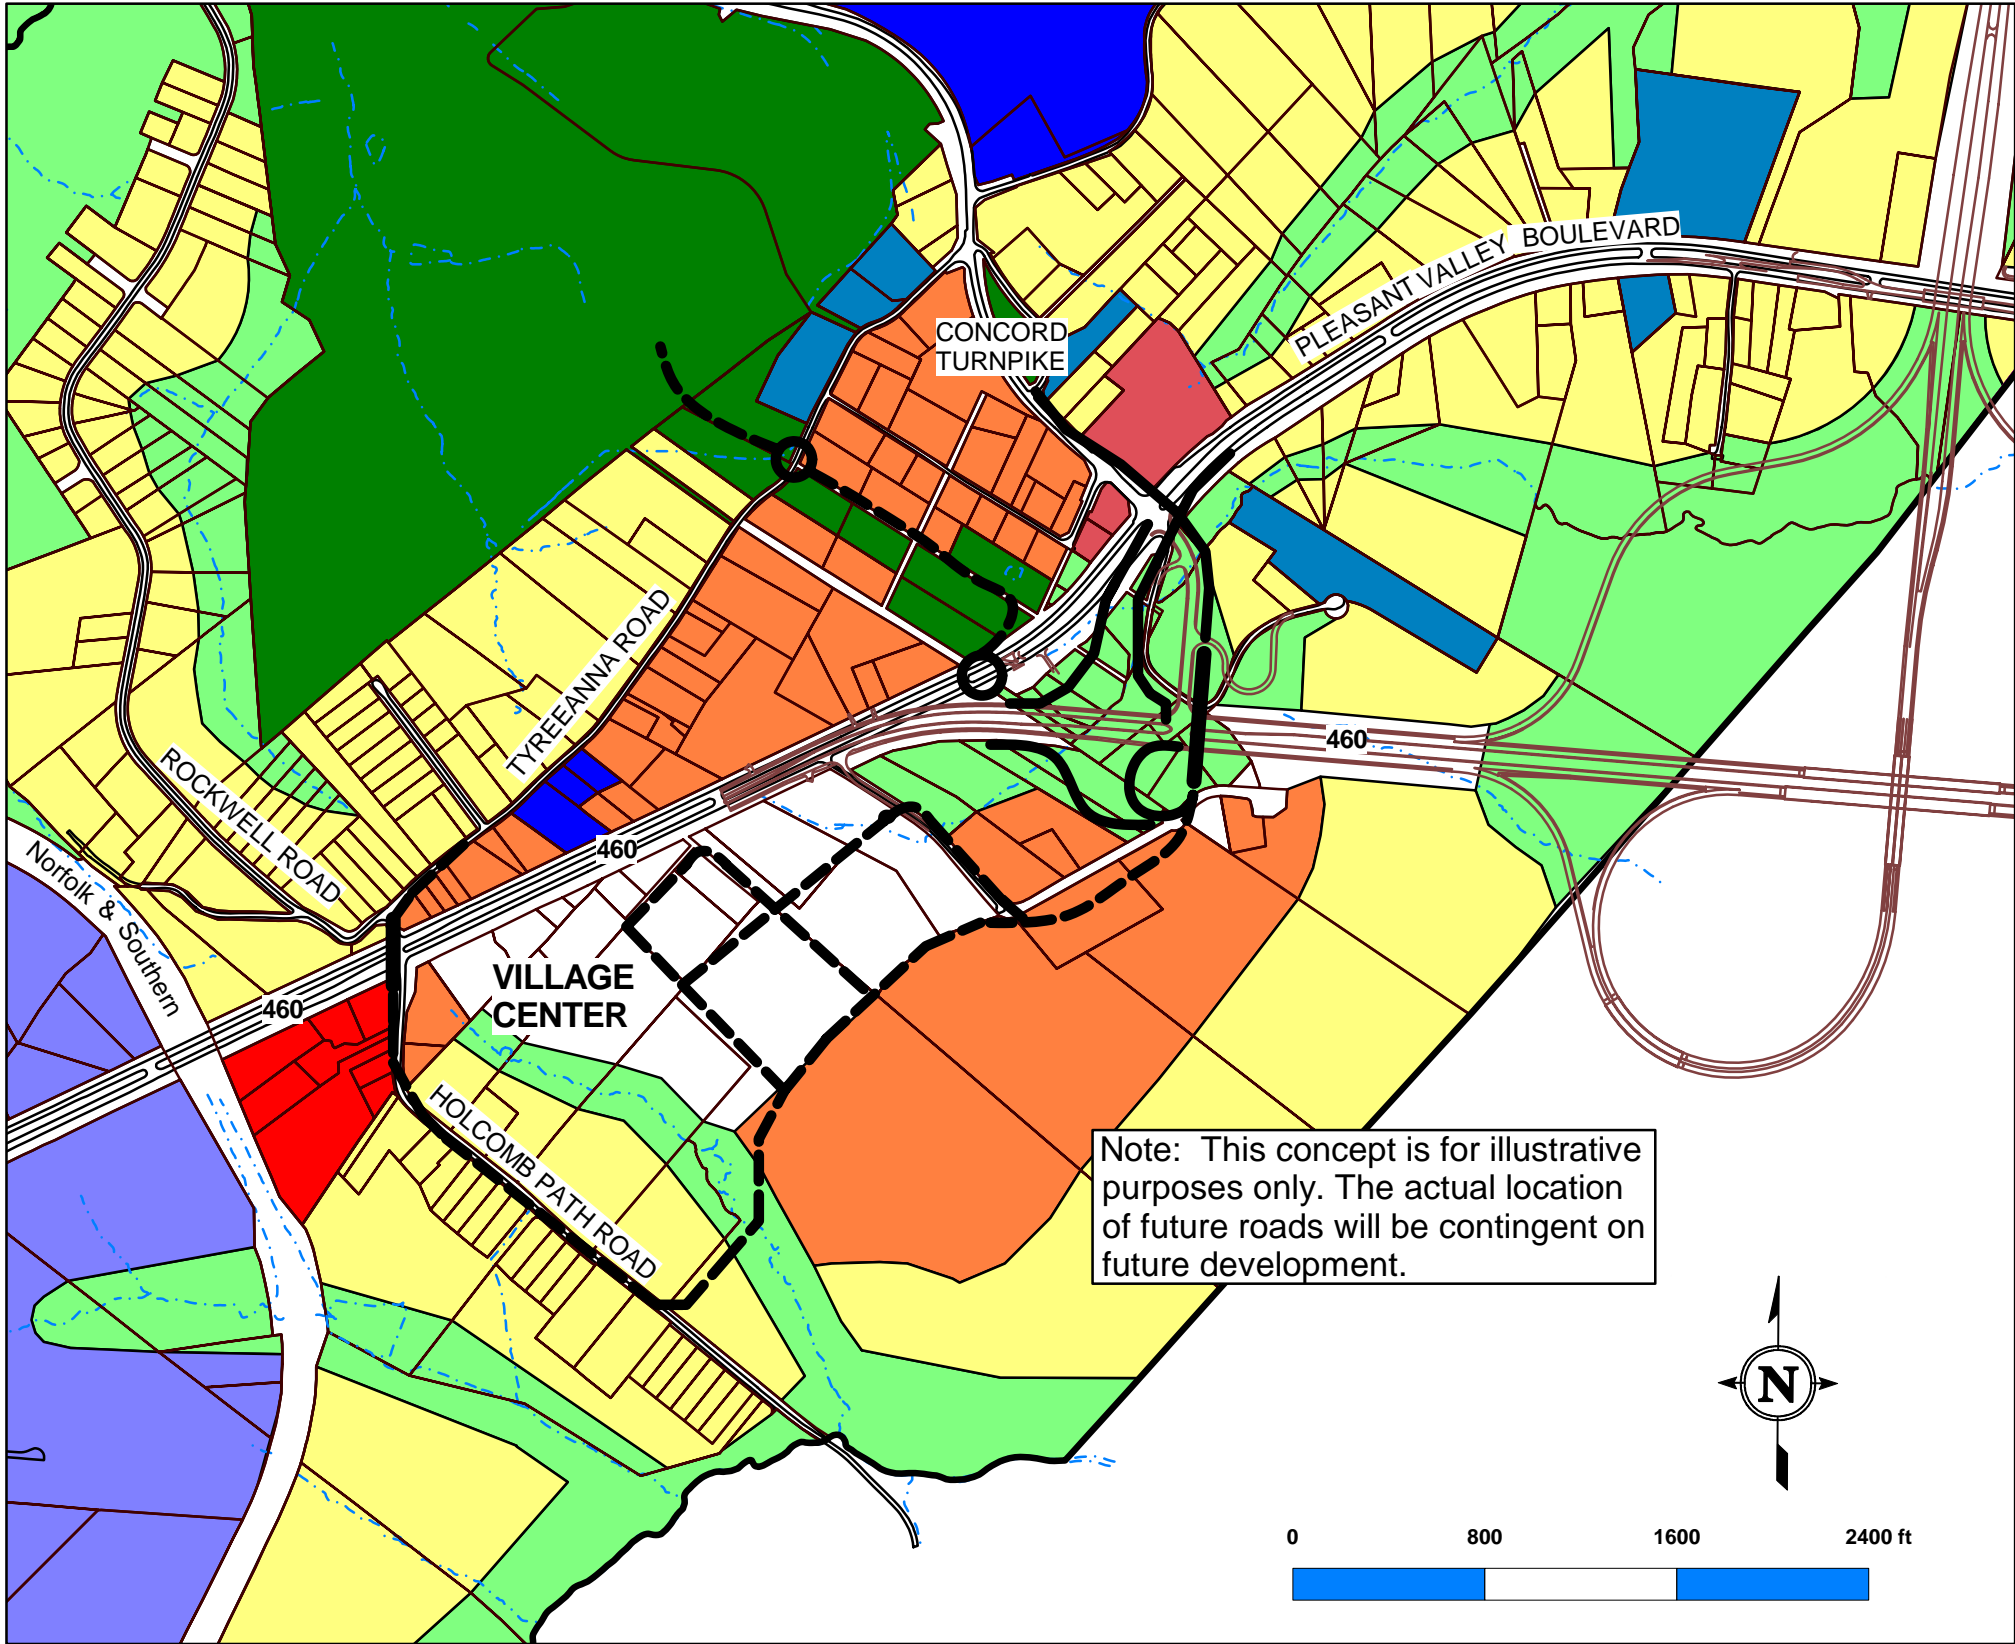 PLEASANT VALLEY BOULEVARD
CONCORD
TURNPIKE
TYREEANNA ROAD
460
ROCKWELL ROAD
460
Norfolk & Southern
VILLAGE
CENTER
460
HOLCOMB PATH ROAD
Note: This concept is for illustrative
purposes only. The actual location
of future roads will be contingent on
future development.
N
0 800 1600 2400 ft